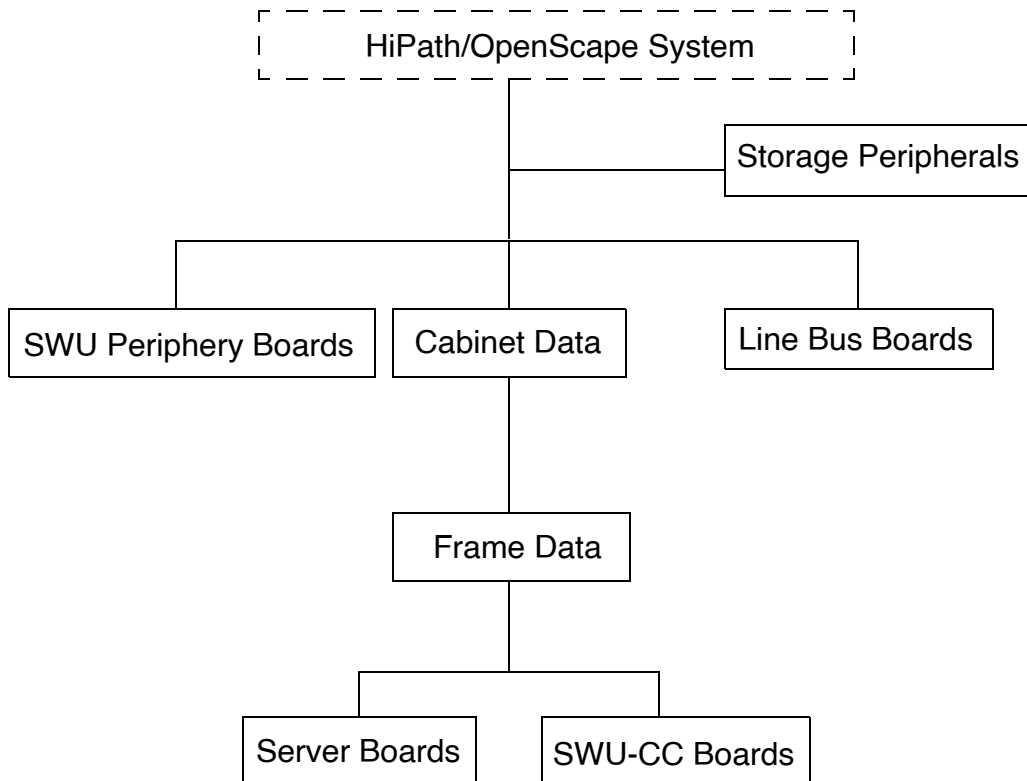 HiPath/OpenScape System
Storage Peripherals
SWU Periphery Boards
Cabinet Data
Line Bus Boards
Frame Data
Server Boards
SWU-CC Boards